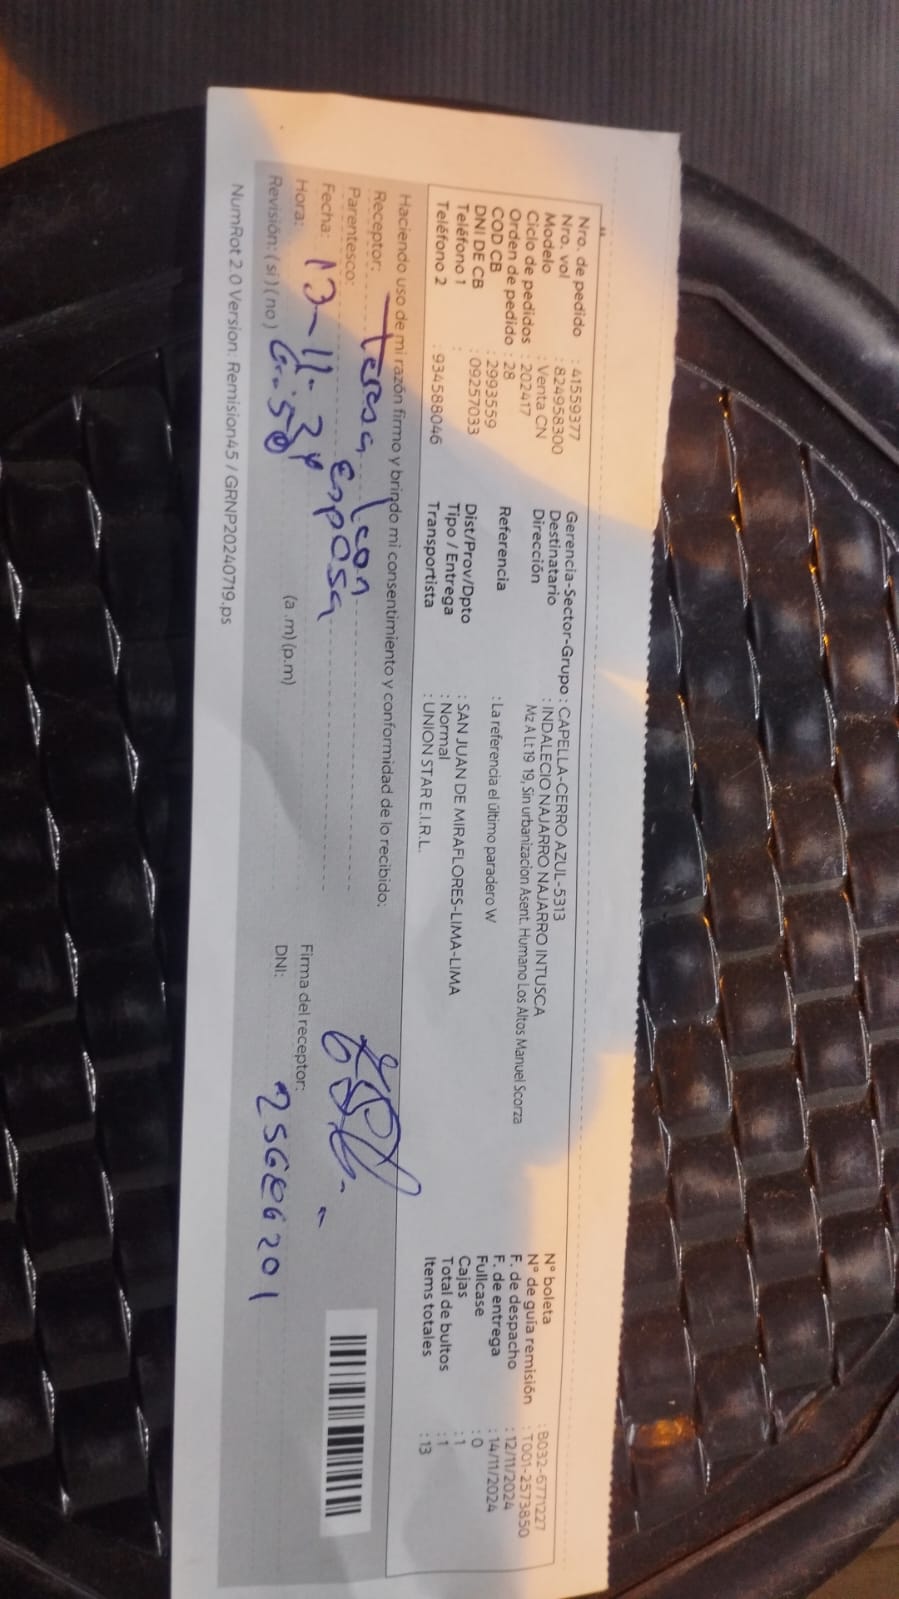 Nro. de pedido : 41559377
Nro. vol : 824958300
Modelo : Venta CN
Ciclo de pedidos : 202417
Orden de pedido : 28
COD CB : 2993559
DNI DE CB : 09257033
Teléfono 1 :
Teléfono 2 : 934588046
Gerencia-Sector-Grupo : CAPELLA-CERRO AZUL-5313
Destinatario : INDALECIO NAJARRO NAJARRO INTUSCA
Dirección Mz A Lt 19 19, Sin urbanizacion Asent. Humano Los Altos Manuel Scorza
Referencia : La referencia el último paradero W
Dist/Prov/Dpto : SAN JUAN DE MIRAFLORES-LIMA-LIMA
Tipo / Entrega : Normal
Transportista : UNION STAR E.I.R.L.
N° boleta : B032-6771227
N° de guía remisión : T001-2573850
F. de despacho : 12/11/2024
F. de entrega : 14/11/2024
Fullcase : 0
Cajas : 1
Total de bultos : 1
Items totales : 13
Haciendo uso de mi razón firmo y brindo mi consentimiento y conformidad de lo recibido:
Receptor: Teresa Leon
Parentesco: Esposa
Fecha: 13-11-24
Hora: (a .m) (p.m)
Firma del receptor:
Revisión: ( si ) ( no )
DNI:
NumRot 2.0 Version: Remision45 / GRNP20240719.ps